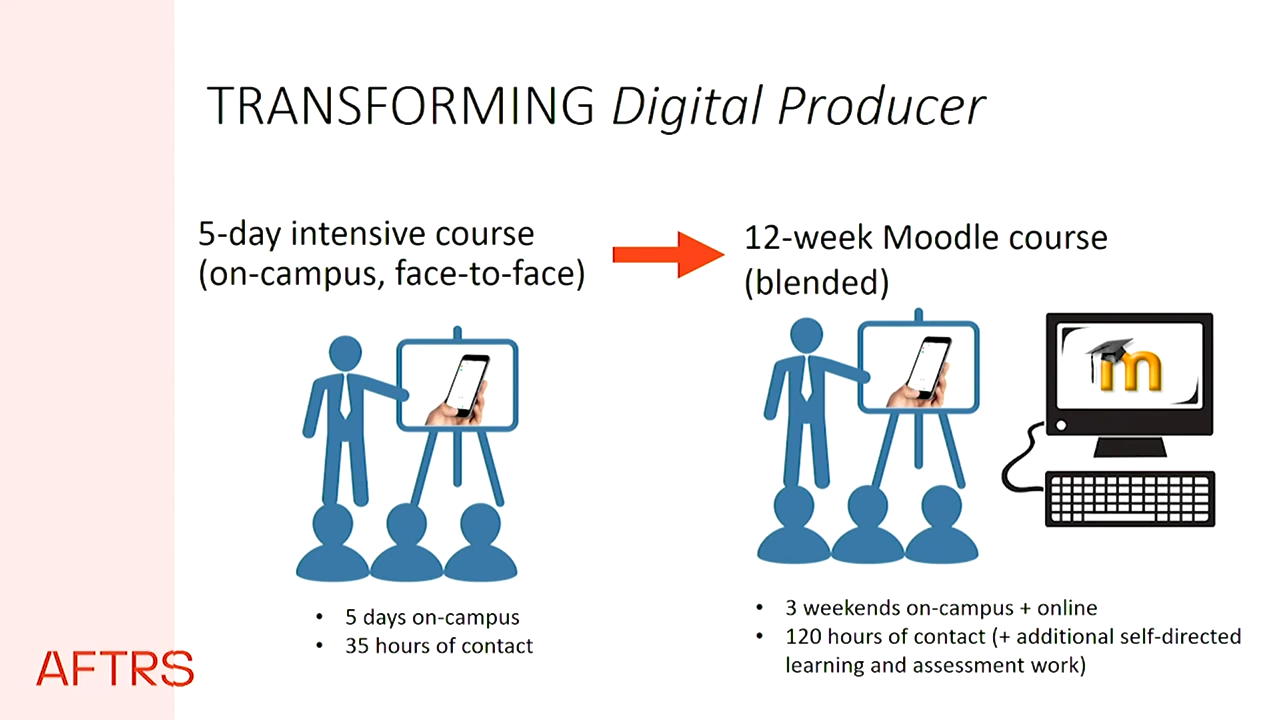 TRANSFORMING Digital Producer
5-day intensive course
(on-campus, face-to-face)
12-week Moodle course
(blended)
m
• 5 days on-campus
• 35 hours of contact
• 3 weekends on-campus + online
• 120 hours of contact (+ additional self-directed
learning and assessment work)
AFTRS